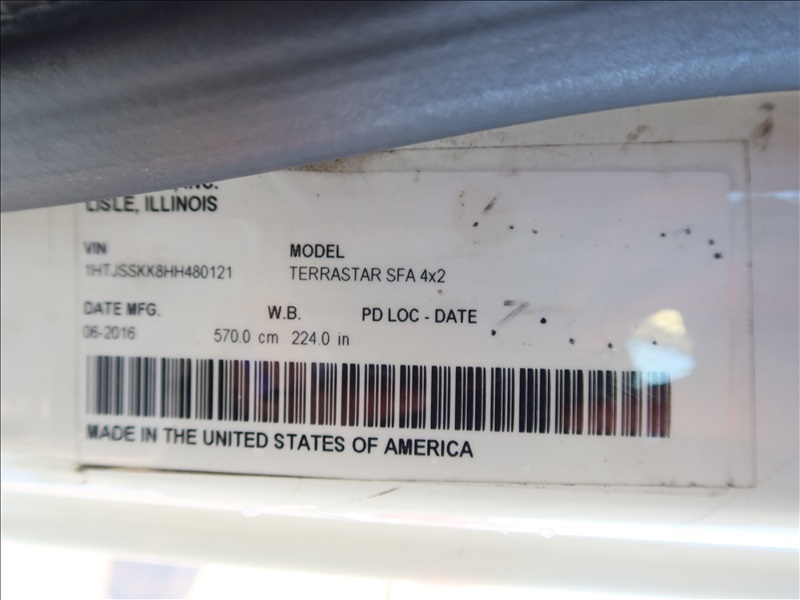 INC.
LISLE, ILLINOIS
VIN MODEL
1HTJSSKK8HH480121 TERRASTAR SFA 4x2
DATE MFG. W.B. PD LOC - DATE
06-2016 570.0 cm 224.0 in
MADE IN THE UNITED STATES OF AMERICA